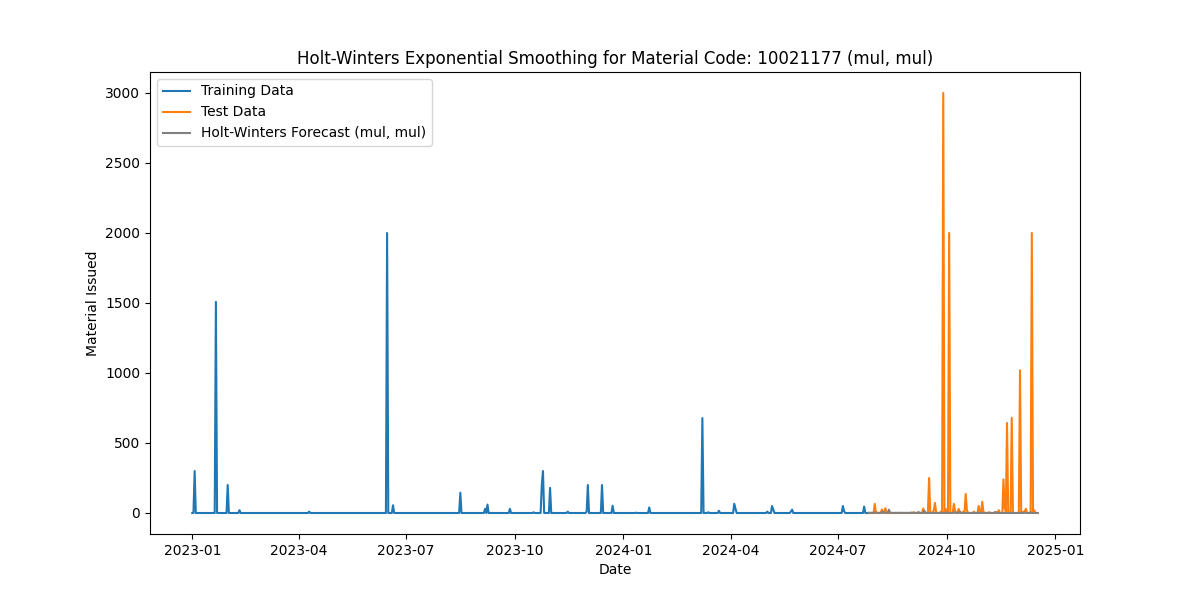 Holt-Winters Exponential Smoothing for Material Code: 10021177 (mul, mul)
Training Data
Test Data
Holt-Winters Forecast (mul, mul)
3000
2500
2000
1500
1000
500
0
Material Issued
2023-01 2023-04 2023-07 2023-10 2024-01 2024-04 2024-07 2024-10 2025-01
Date